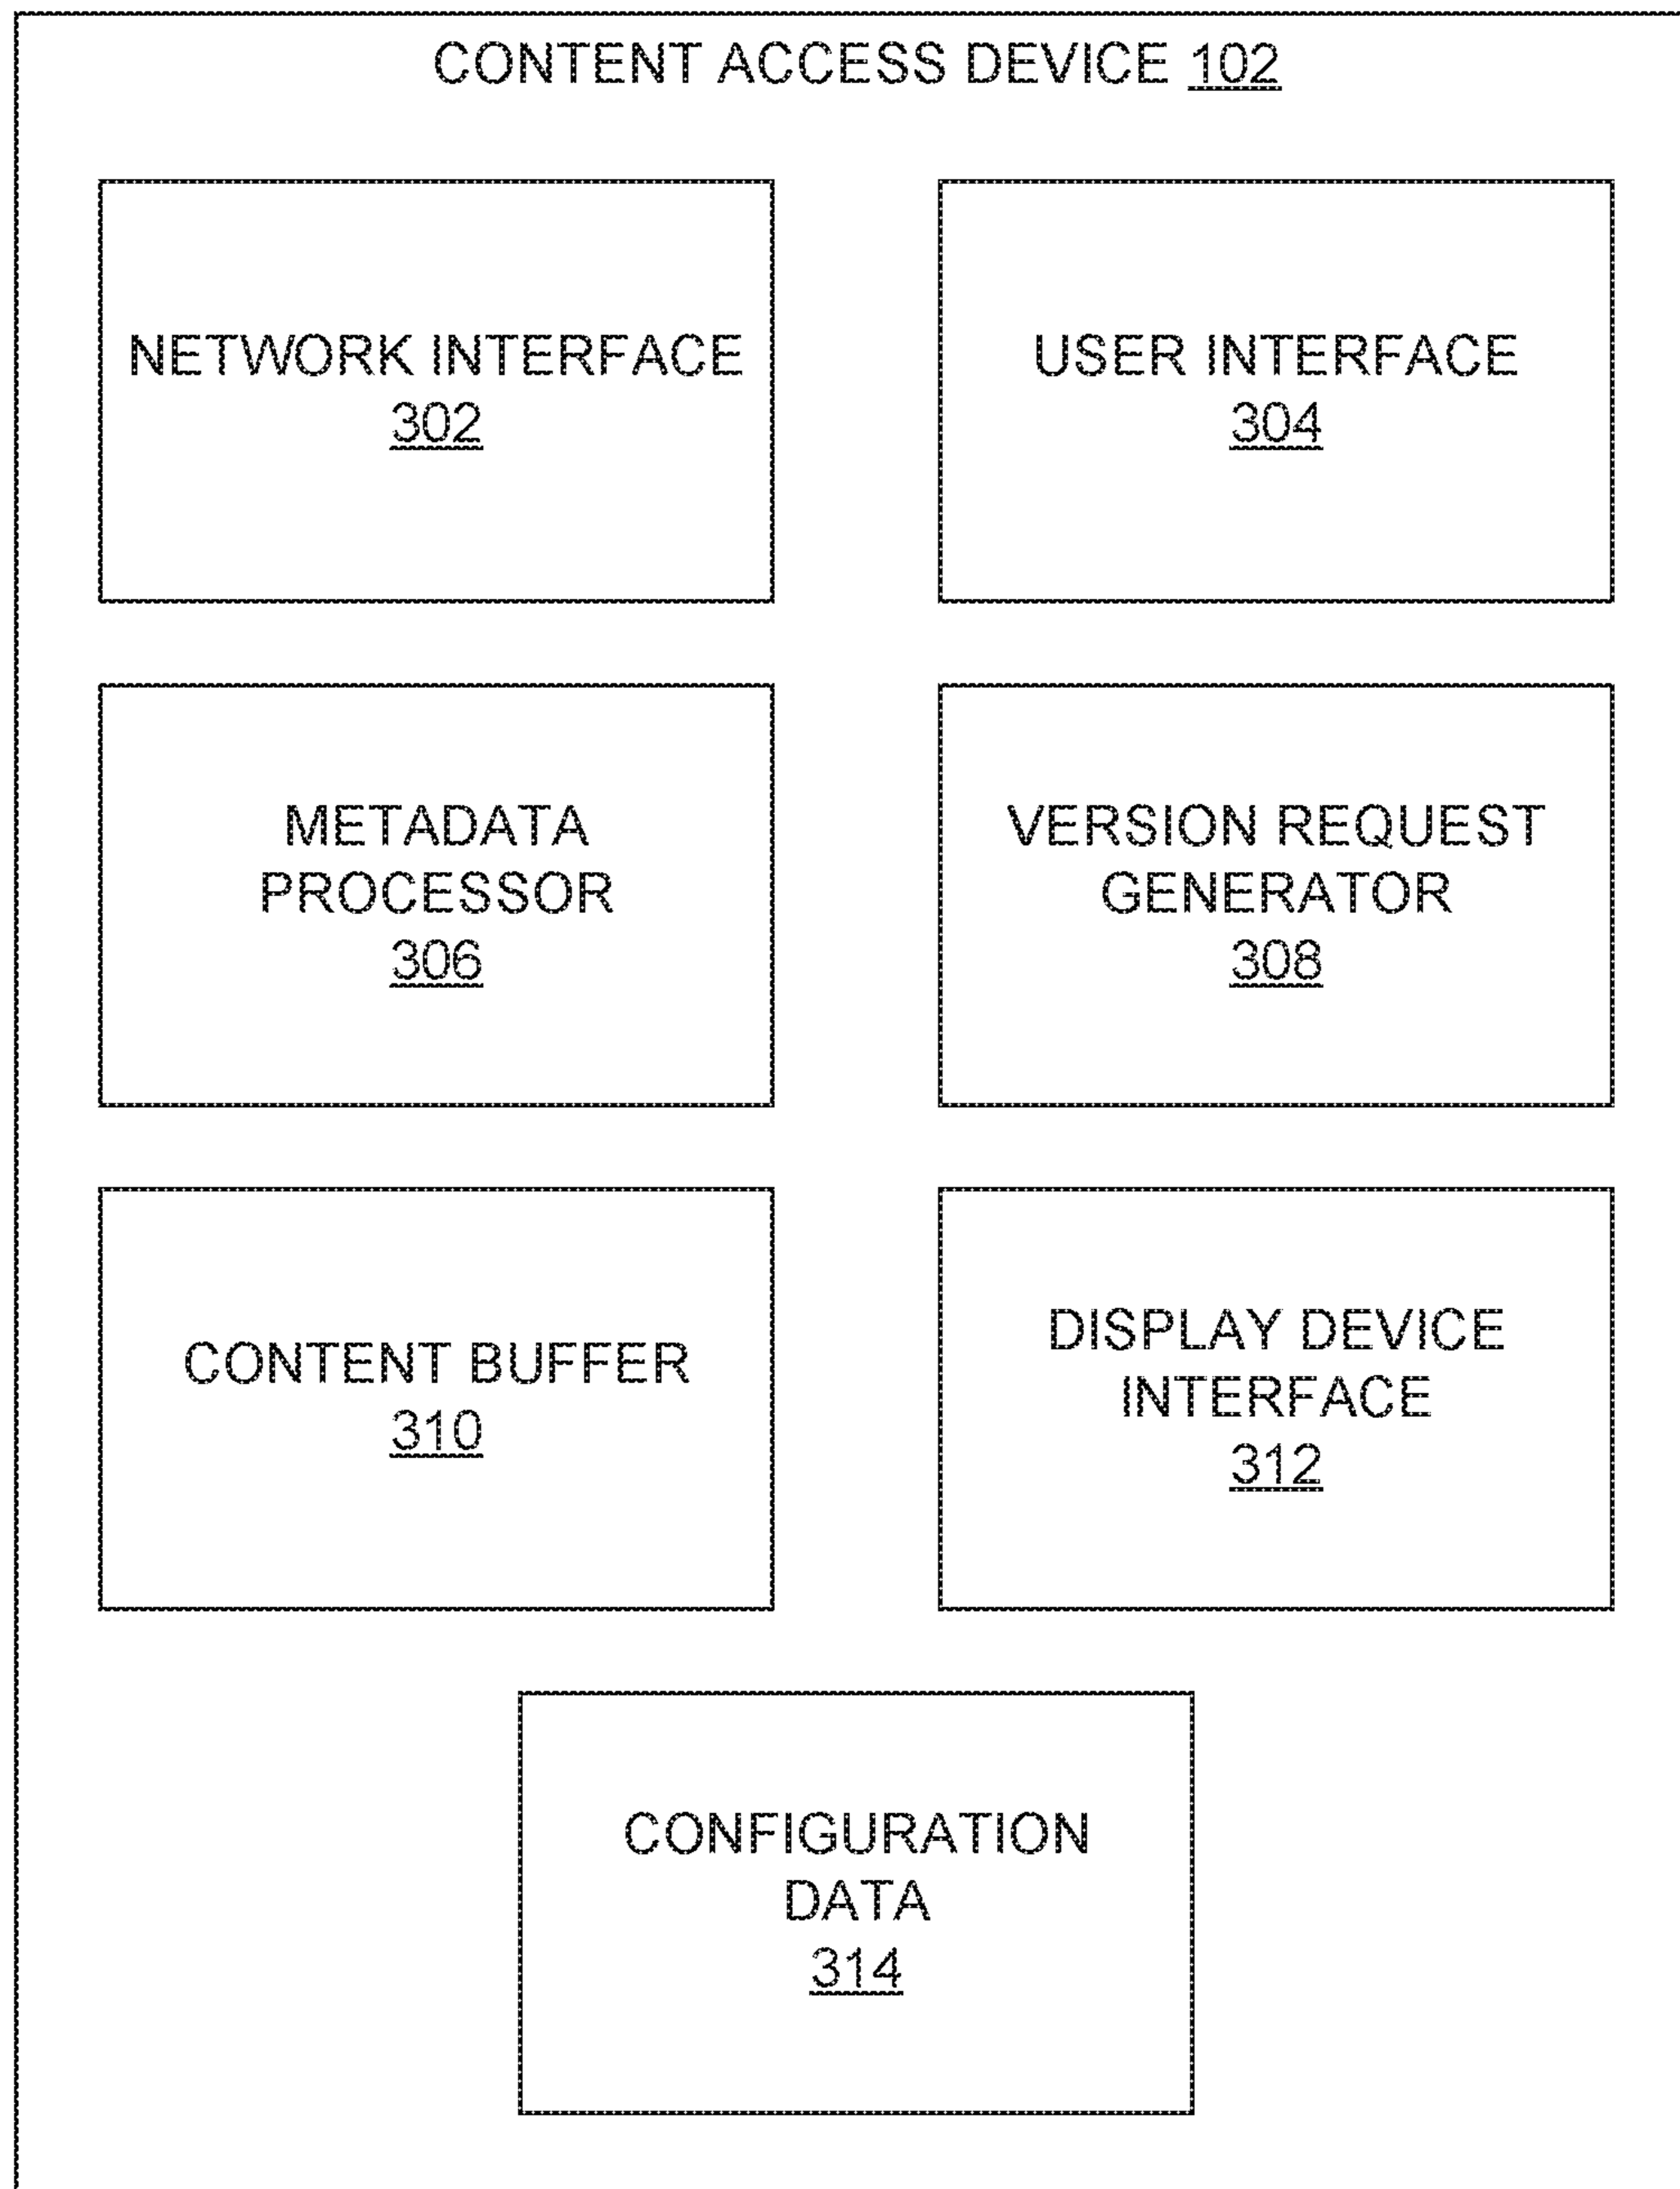 CONTENT ACCESS DEVICE 102
NETWORK INTERFACE
302
USER INTERFACE
304
METADATA
PROCESSOR
306
VERSION REQUEST
GENERATOR
308
CONTENT BUFFER
310
DISPLAY DEVICE
INTERFACE
312
CONFIGURATION
DATA
314